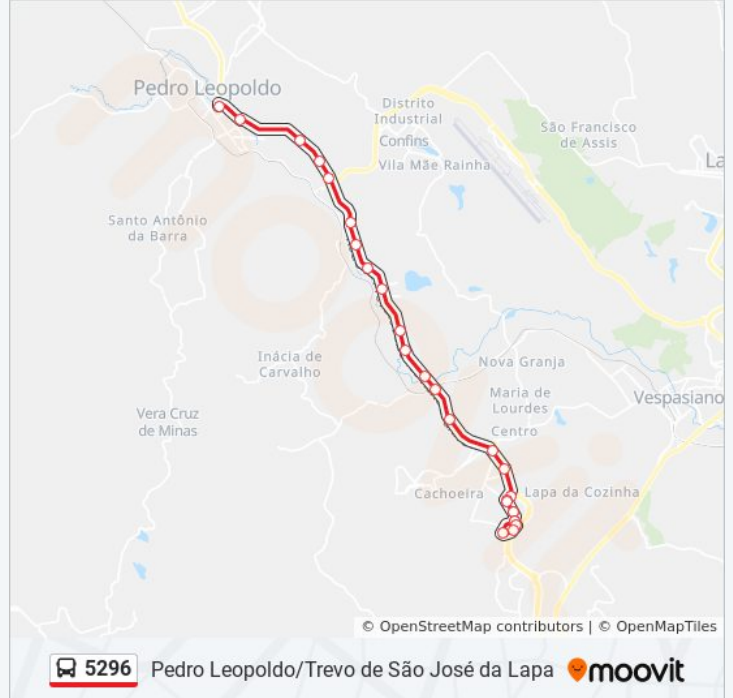 Pedro Leopoldo
Distrito
Industrial
Confins
São Francisco
de Assis
La
Vila Mãe Rainha
Santo Antônio
da Barra
Inácia de
Carvalho
Nova Granja
Maria de
Lourdes
Vespasiano
Vera Cruz
de Minas
Centro
Cachoeira
Lapa da Cozinha
© OpenStreetMap contributors | © OpenMapTiles
5296 Pedro Leopoldo/Trevo de São José da Lapa moovit